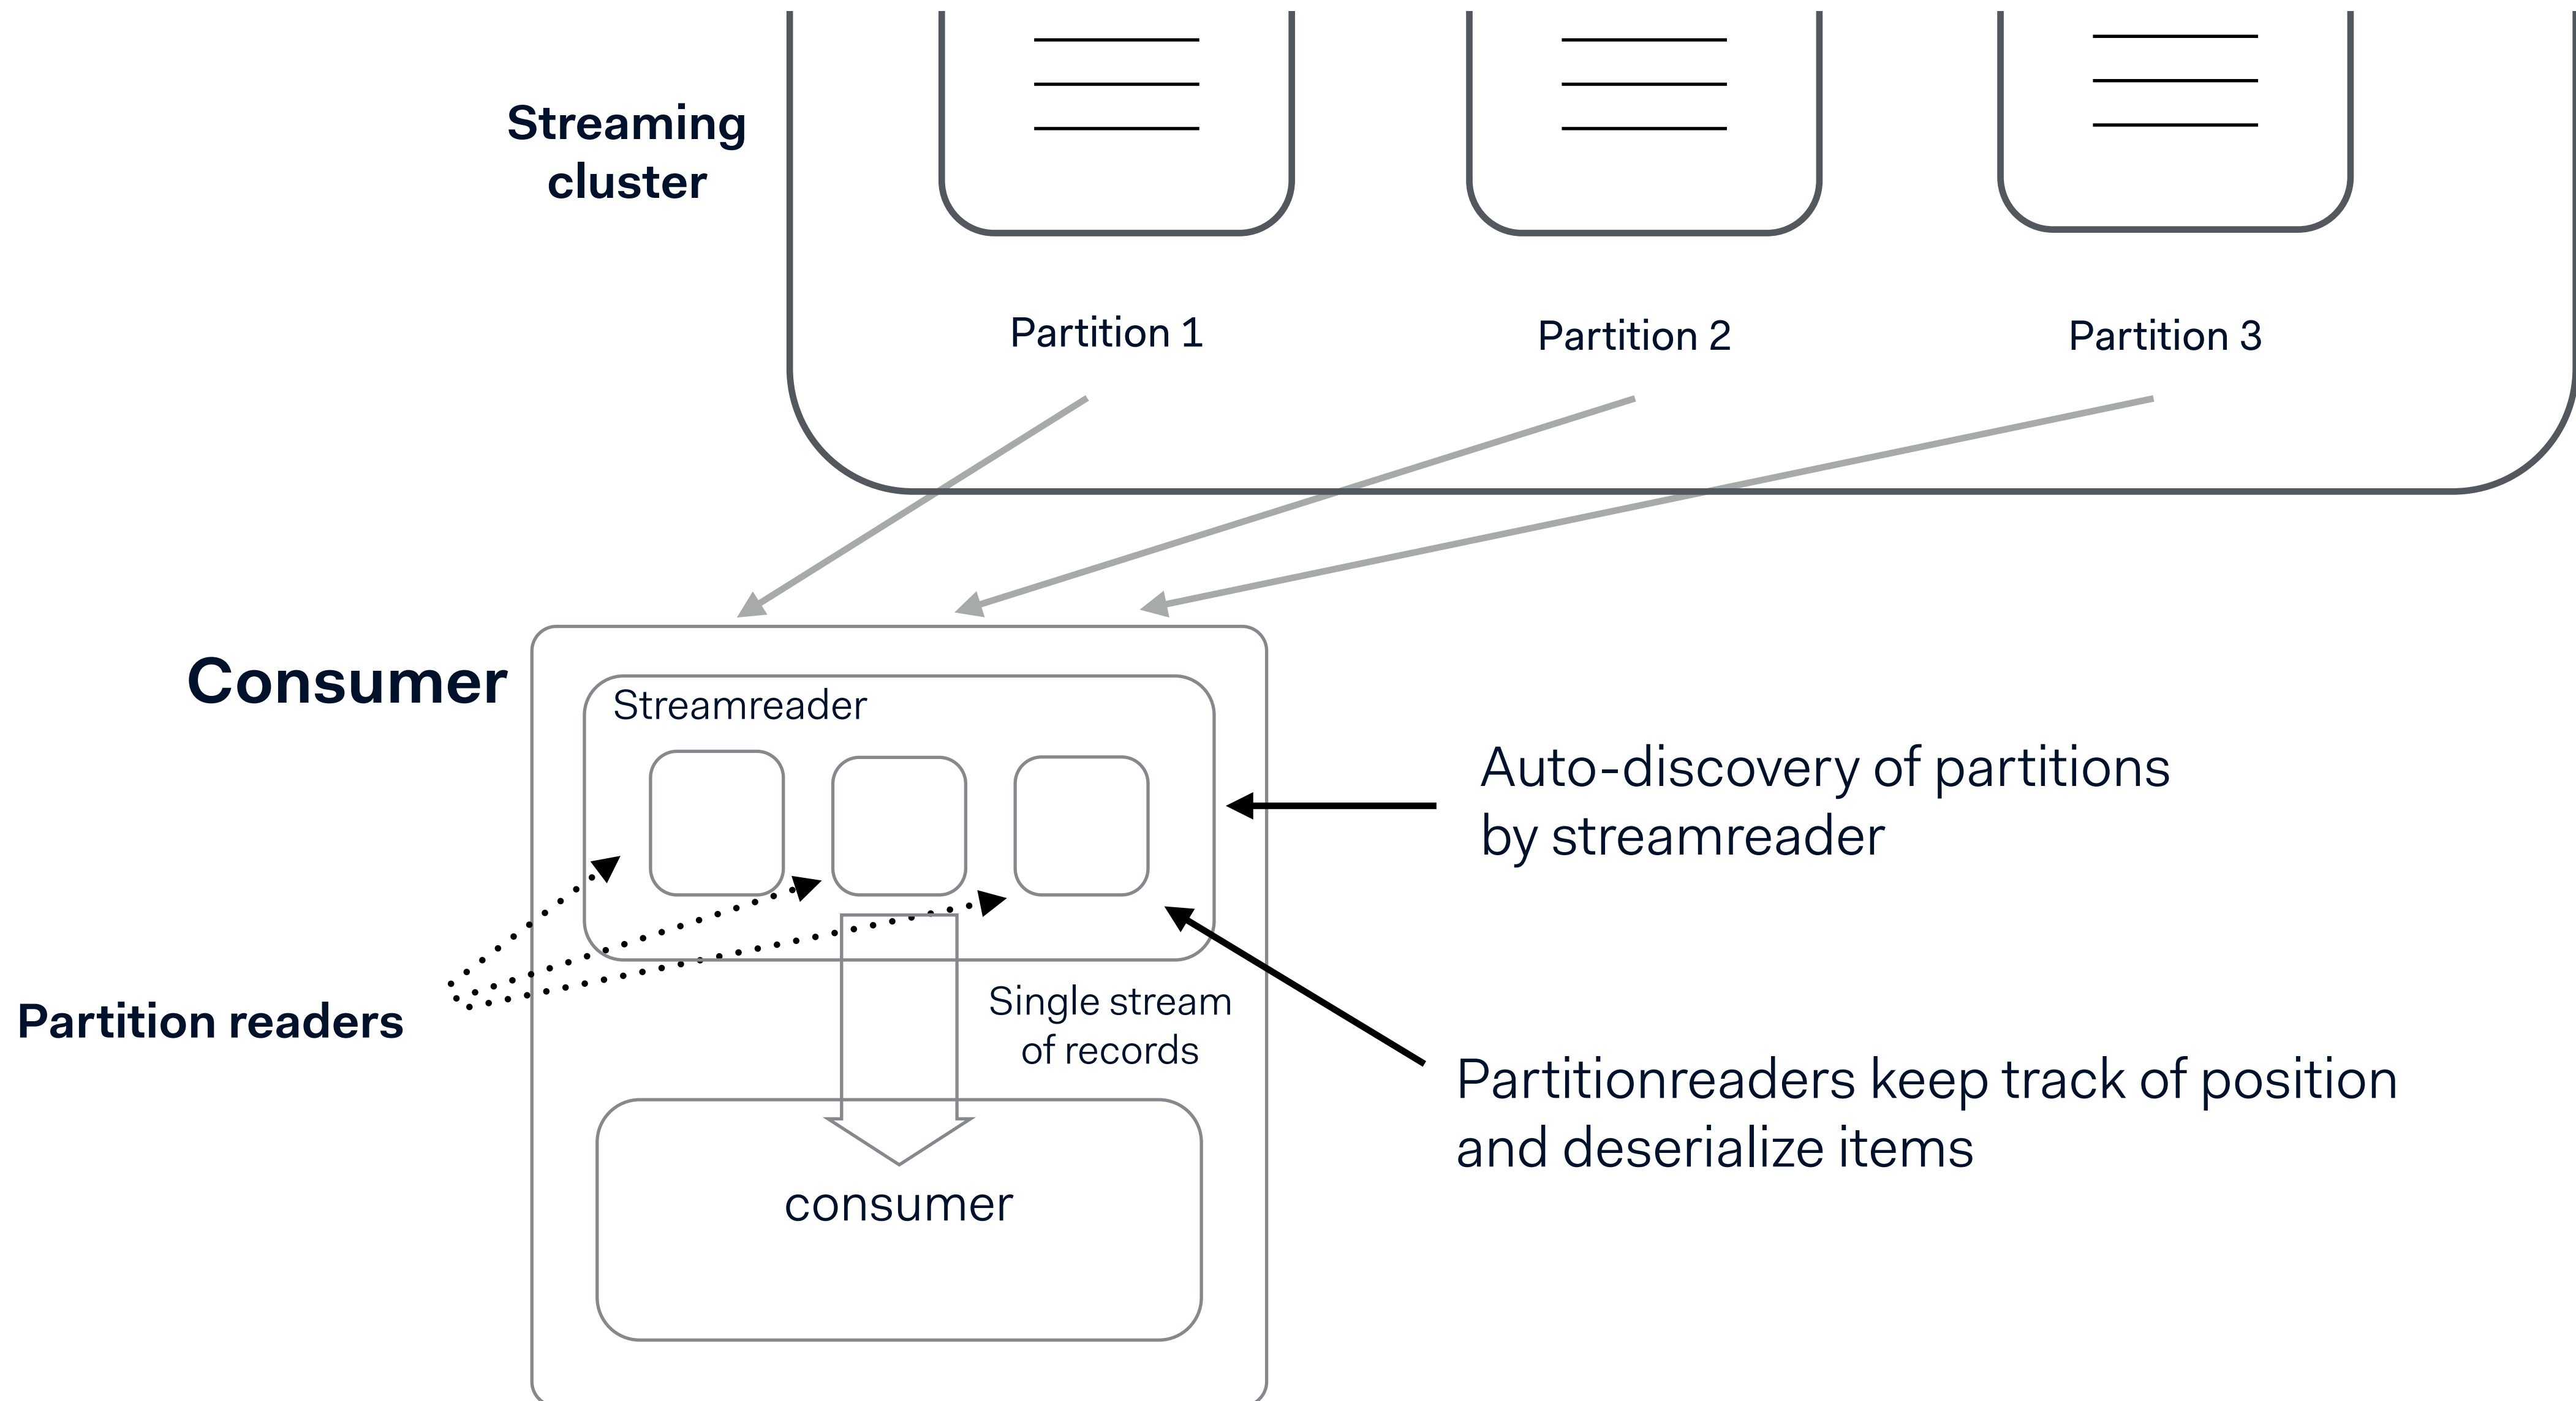 Streaming
cluster
Partition 1
Partition 2
Partition 3
Consumer
Streamreader
Auto-discovery of partitions
by streamreader
Partition readers
Single stream
of records
Partitionreaders keep track of position
and deserialize items
consumer